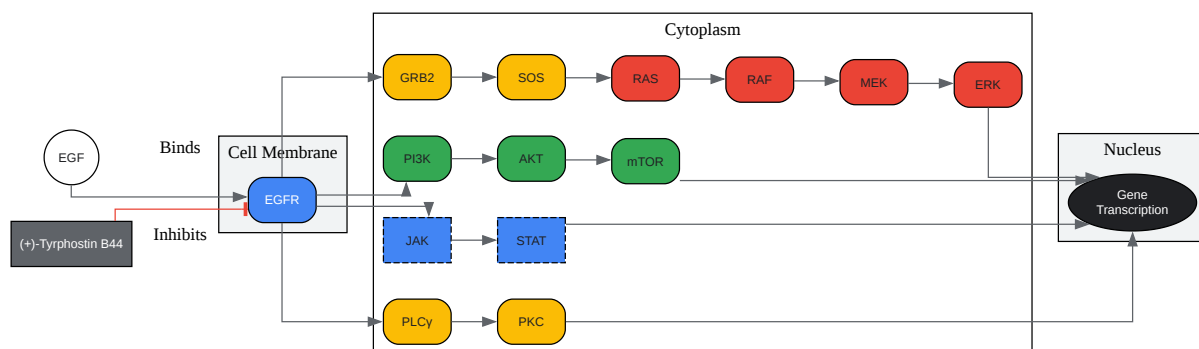 Cytoplasm
GRB2
SOS
RAS
RAF
MEK
ERK
Binds
EGF
Cell Membrane
PI3K
AKT
mTOR
Nucleus
EGFR
Gene
Transcription
(+)-Tyrphostin B44
Inhibits
JAK
STAT
PLCγ
PKC